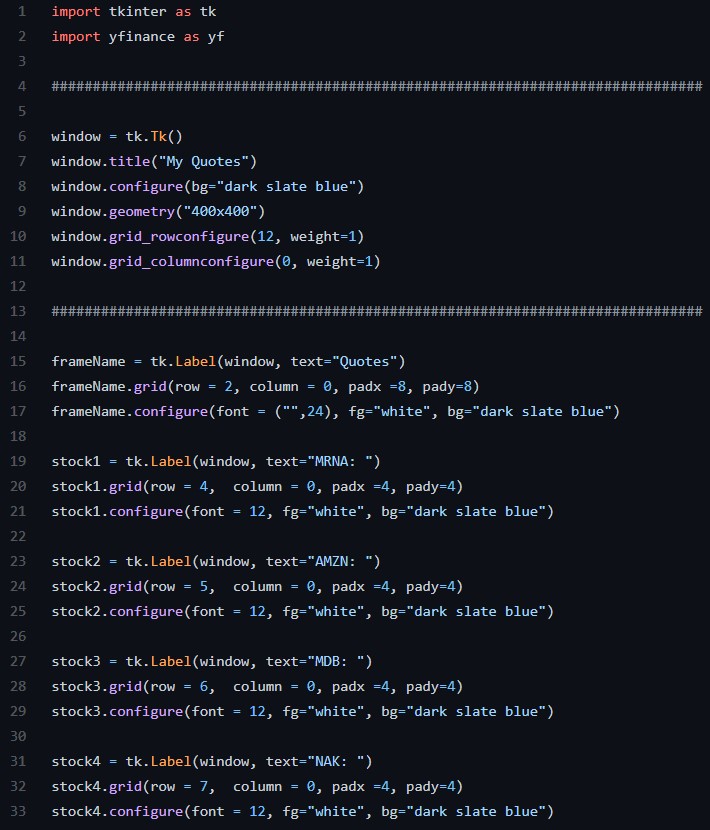 1 import tkinter as tk
2 import yfinance as yf
3
4 ###############################################################################
5
6 window = tk.Tk()
7 window.title("My Quotes")
8 window.configure(bg="dark slate blue")
9 window.geometry("400x400")
10 window.grid_rowconfigure(12, weight=1)
11 window.grid_columnconfigure(0, weight=1)
12
13 ###############################################################################
14
15 frameName = tk.Label(window, text="Quotes")
16 frameName.grid(row = 2, column = 0, padx =8, pady=8)
17 frameName.configure(font = ("",24), fg="white", bg="dark slate blue")
18
19 stock1 = tk.Label(window, text="MRNA: ")
20 stock1.grid(row = 4,  column = 0, padx =4, pady=4)
21 stock1.configure(font = 12, fg="white", bg="dark slate blue")
22
23 stock2 = tk.Label(window, text="AMZN: ")
24 stock2.grid(row = 5,  column = 0, padx =4, pady=4)
25 stock2.configure(font = 12, fg="white", bg="dark slate blue")
26
27 stock3 = tk.Label(window, text="MDB: ")
28 stock3.grid(row = 6,  column = 0, padx =4, pady=4)
29 stock3.configure(font = 12, fg="white", bg="dark slate blue")
30
31 stock4 = tk.Label(window, text="NAK: ")
32 stock4.grid(row = 7,  column = 0, padx =4, pady=4)
33 stock4.configure(font = 12, fg="white", bg="dark slate blue")